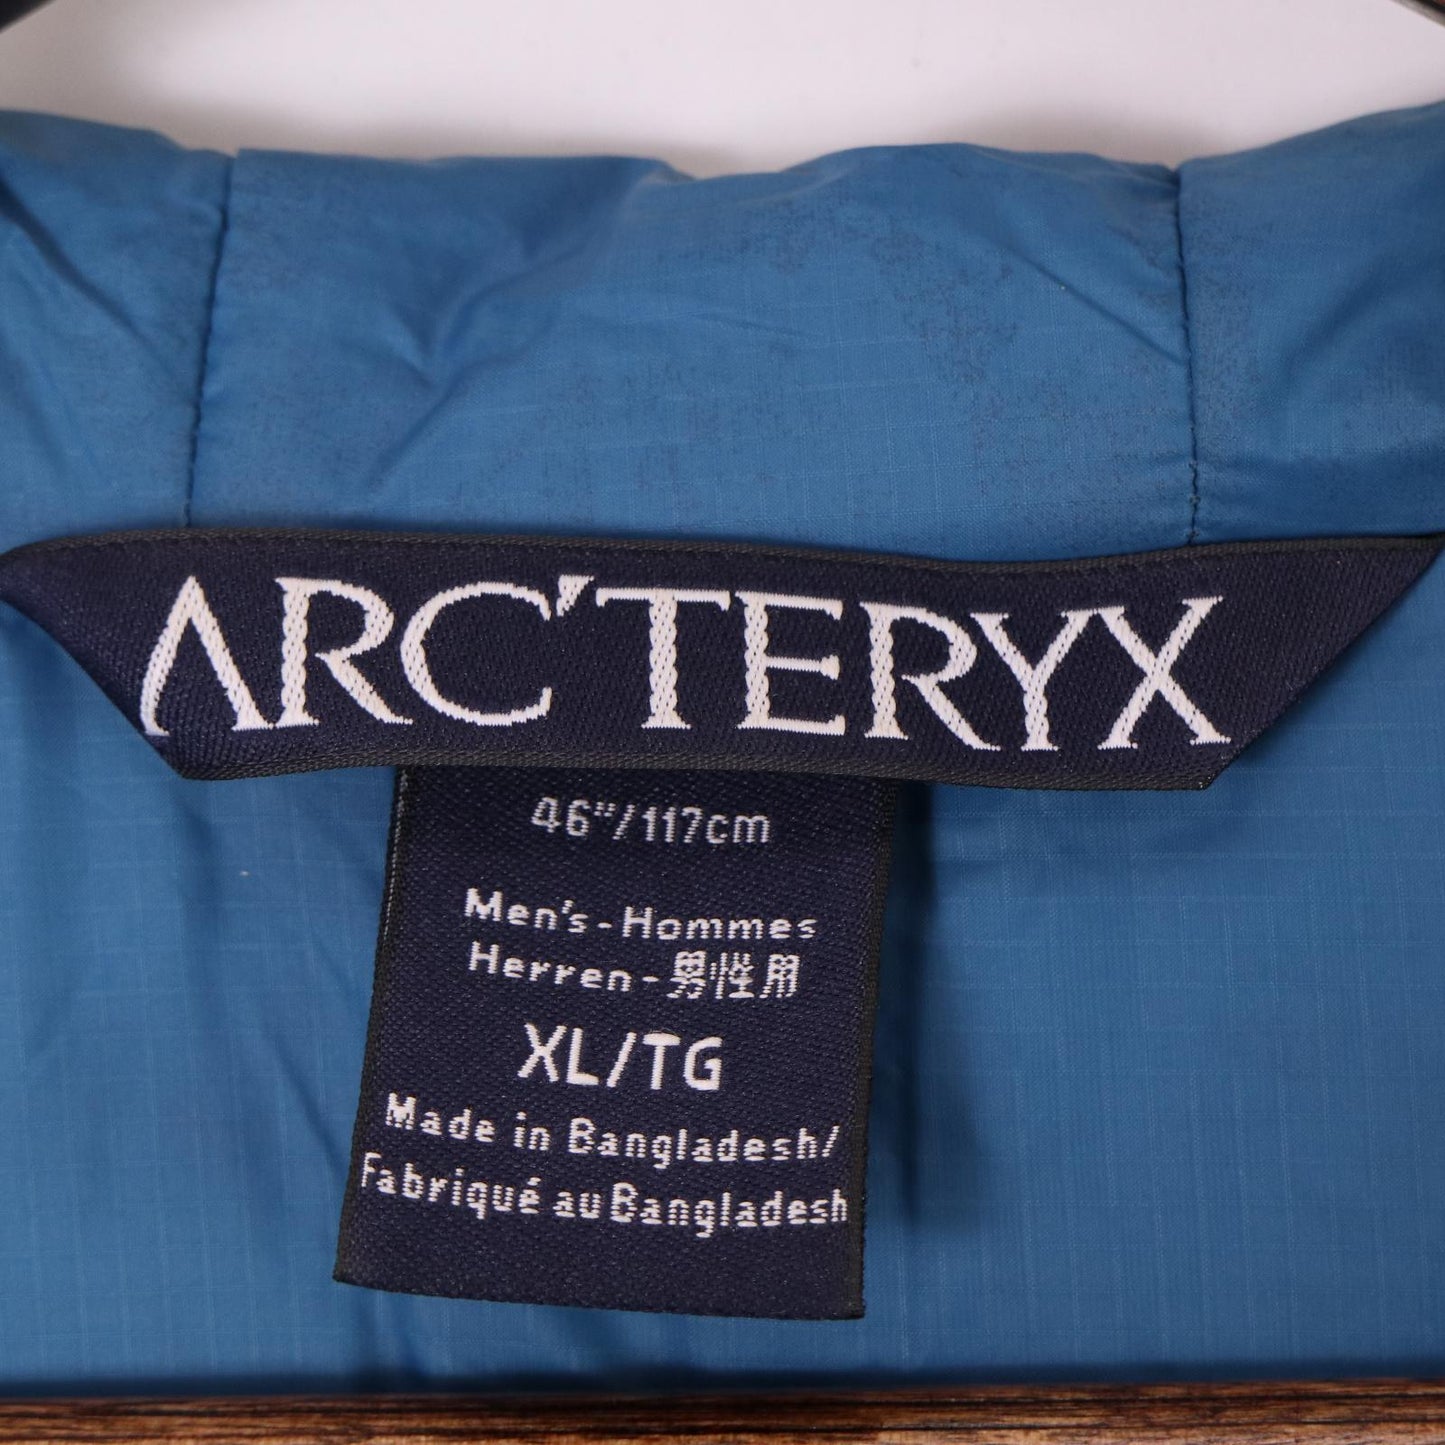 ARC'TERYX
46"/117cm
Men's - Hommes
Herren - 男性用
XL/TG
Made in Bangladesh/
Fabriqué au Bangladesh